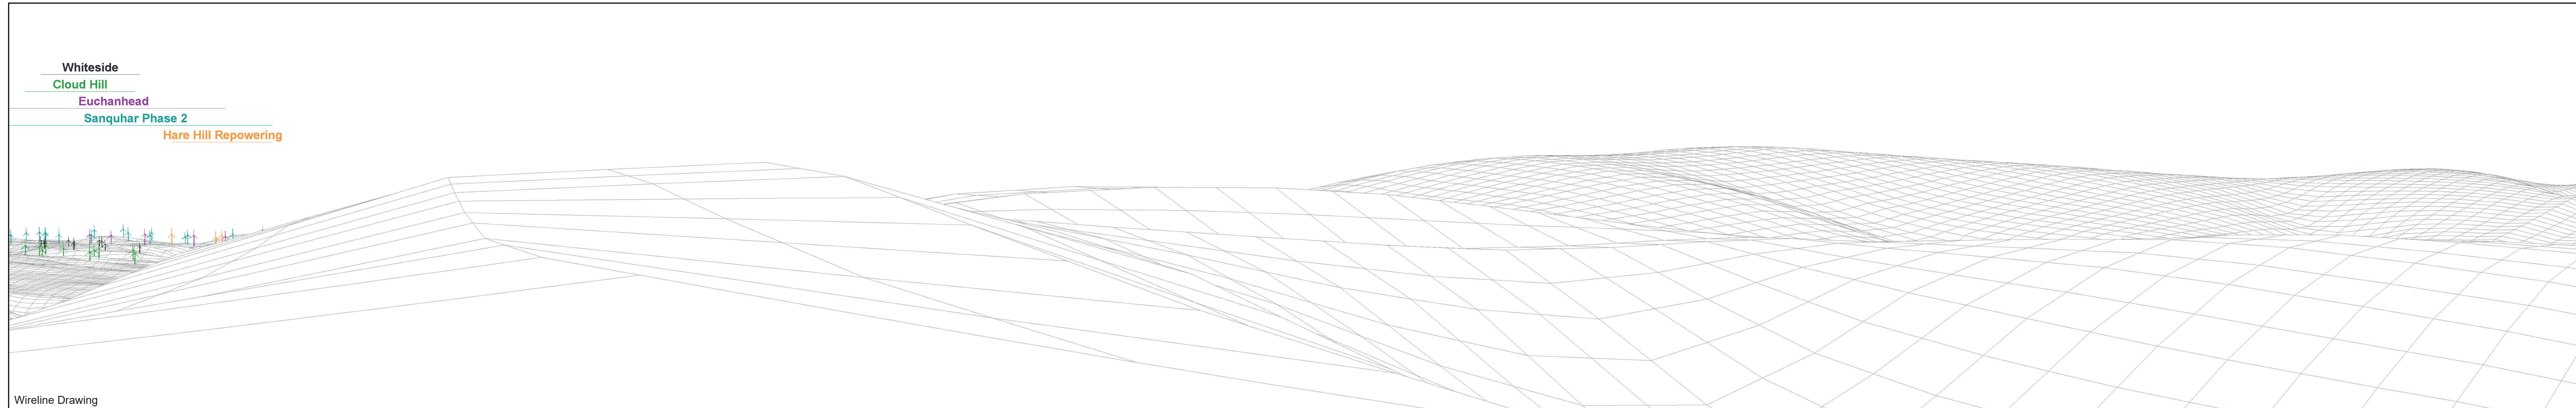 Whiteside
Cloud Hill
Euchanhead
Sanquhar Phase 2
Hare Hill Repowering
Wireline Drawing